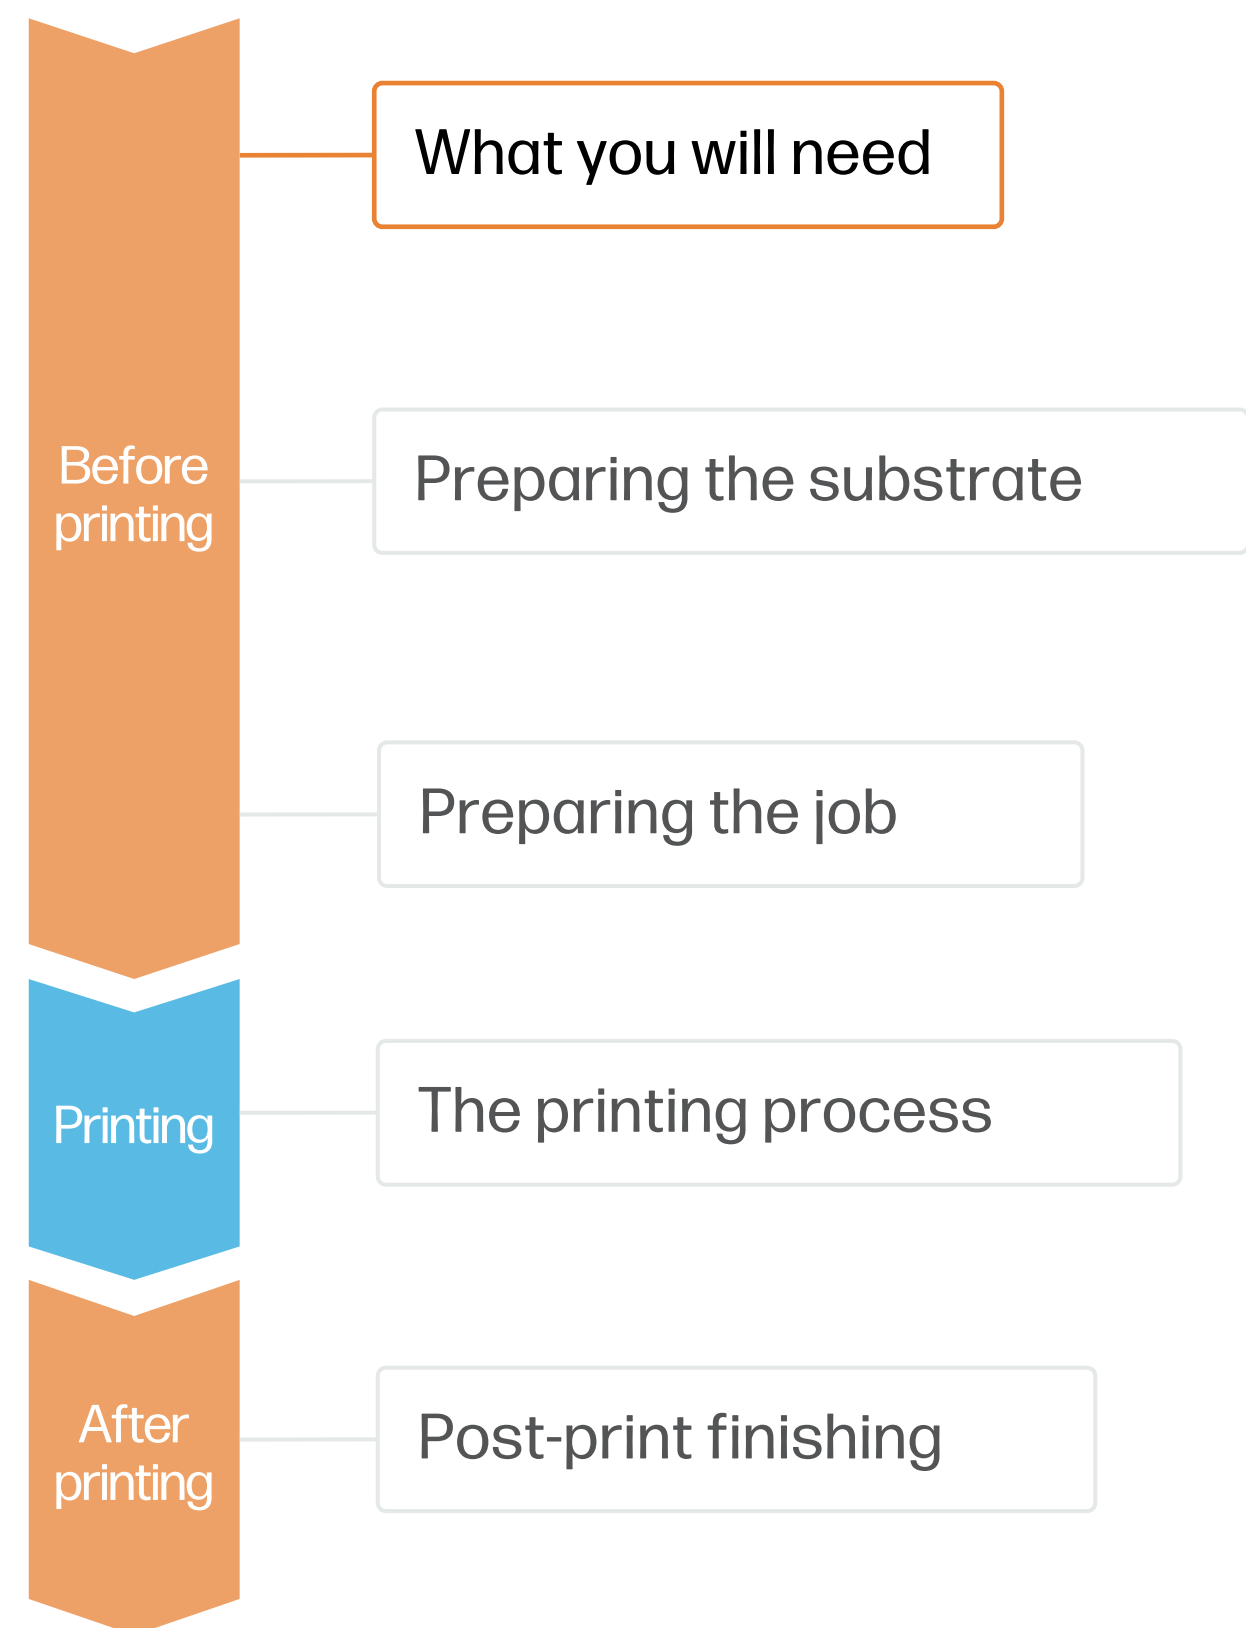 What you will need
Before
printing
Preparing the substrate
Preparing the job
Printing
The printing process
After
printing
Post-print finishing